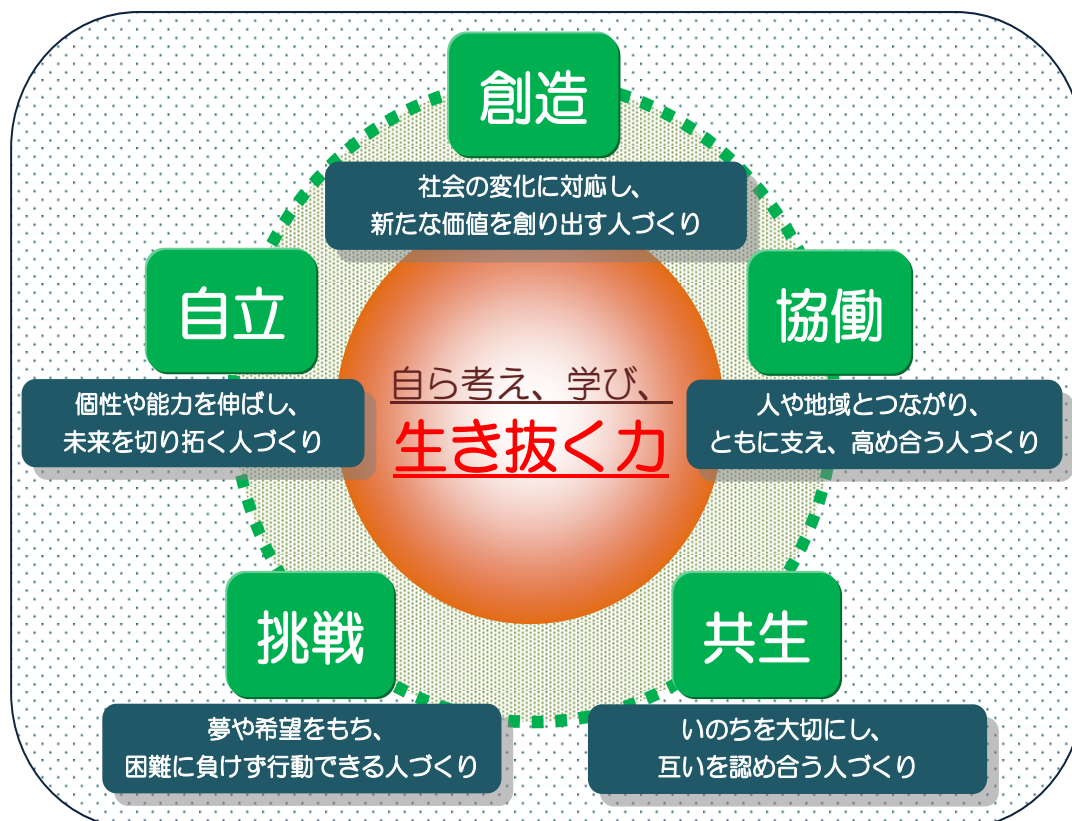 創造
社会の変化に対応し、
新たな価値を創り出す人づくり
自立
個性や能力を伸ばし、
未来を切り拓く人づくり
自ら考え、学び、
生き抜く力
協働
人や地域とつながり、
ともに支え、高め合う人づくり
挑戦
夢や希望をもち、
困難に負けず行動できる人づくり
共生
いのちを大切にし、
互いを認め合う人づくり